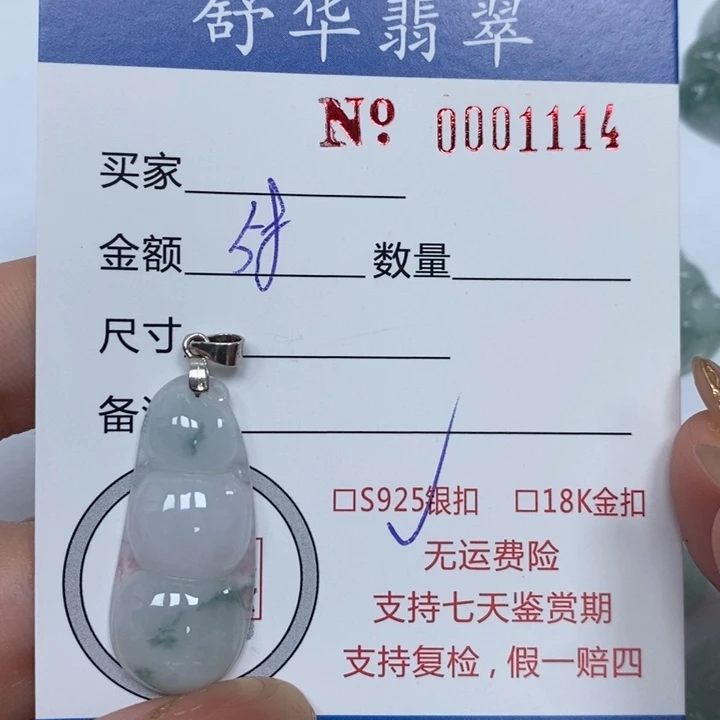 舒华翡翠
No 0001114
买家
金额 数量
尺寸
备
□S925银扣 □18K金扣
无运费险
支持七天鉴赏期
支持复检，假一赔四